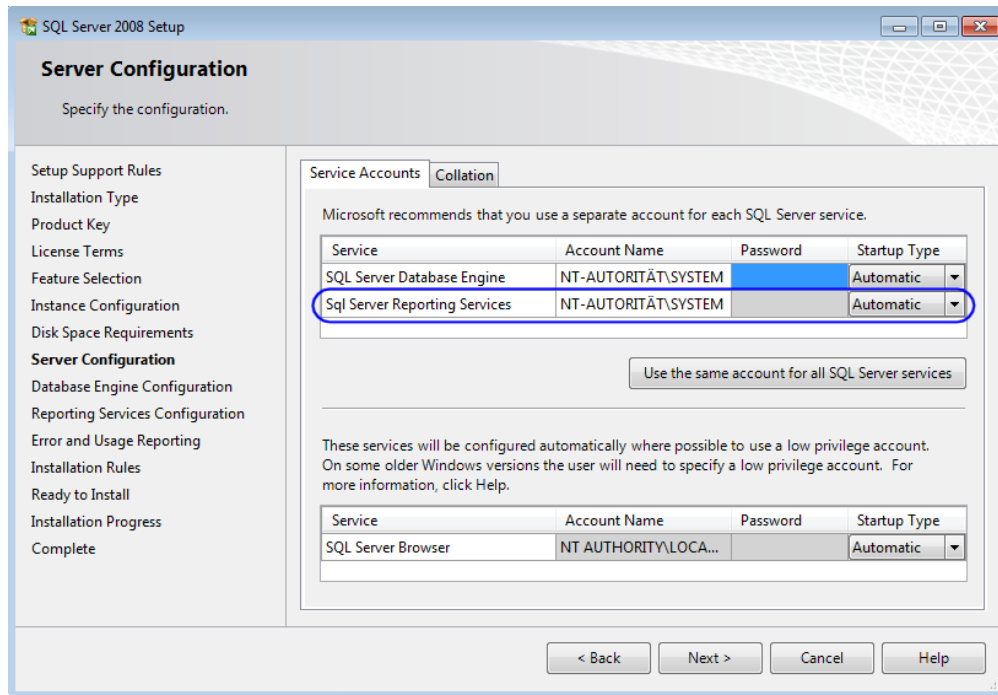 SQL Server 2008 Setup
Server Configuration
Specify the configuration.
Setup Support Rules
Installation Type
Product Key
License Terms
Feature Selection
Instance Configuration
Disk Space Requirements
Server Configuration
Database Engine Configuration
Reporting Services Configuration
Error and Usage Reporting
Installation Rules
Ready to Install
Installation Progress
Complete
Service Accounts Collation
Microsoft recommends that you use a separate account for each SQL Server service.
Service Account Name Password Startup Type
SQL Server Database Engine NT-AUTORITÄT\SYSTEM Automatic
Sql Server Reporting Services NT-AUTORITÄT\SYSTEM Automatic
Use the same account for all SQL Server services
These services will be configured automatically where possible to use a low privilege account.
On some older Windows versions the user will need to specify a low privilege account. For
more information, click Help.
Service Account Name Password Startup Type
SQL Server Browser NT AUTHORITY\LOCA... Automatic
< Back Next > Cancel Help